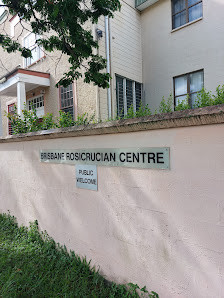 BRISBANE ROSICRUCIAN CENTRE
PUBLIC
WELCOME